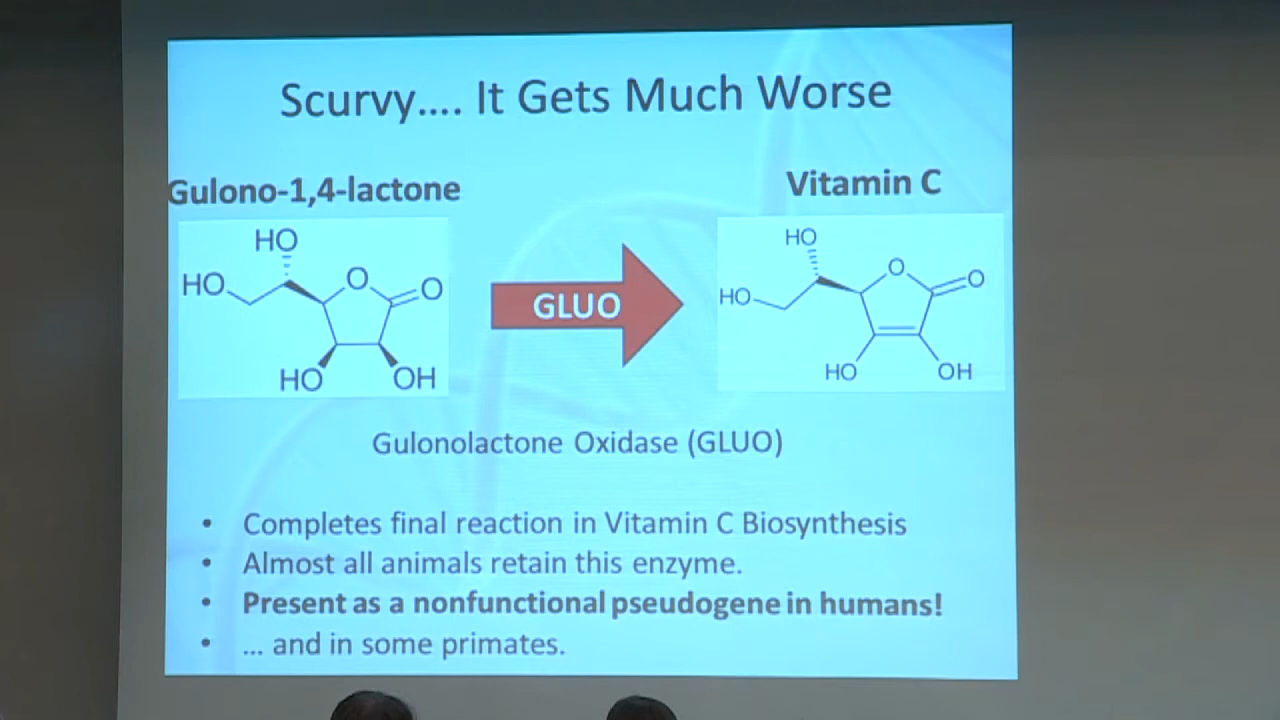 Scurvy.... It Gets Much Worse
Gulono-1,4-lactone
Vitamin C
HO
HO
O
O
HO
OH
GLUO
HO
HO
O
O
HO
OH
Gulonolactone Oxidase (GLUO)
• Completes final reaction in Vitamin C Biosynthesis
• Almost all animals retain this enzyme.
• Present as a nonfunctional pseudogene in humans!
• ... and in some primates.